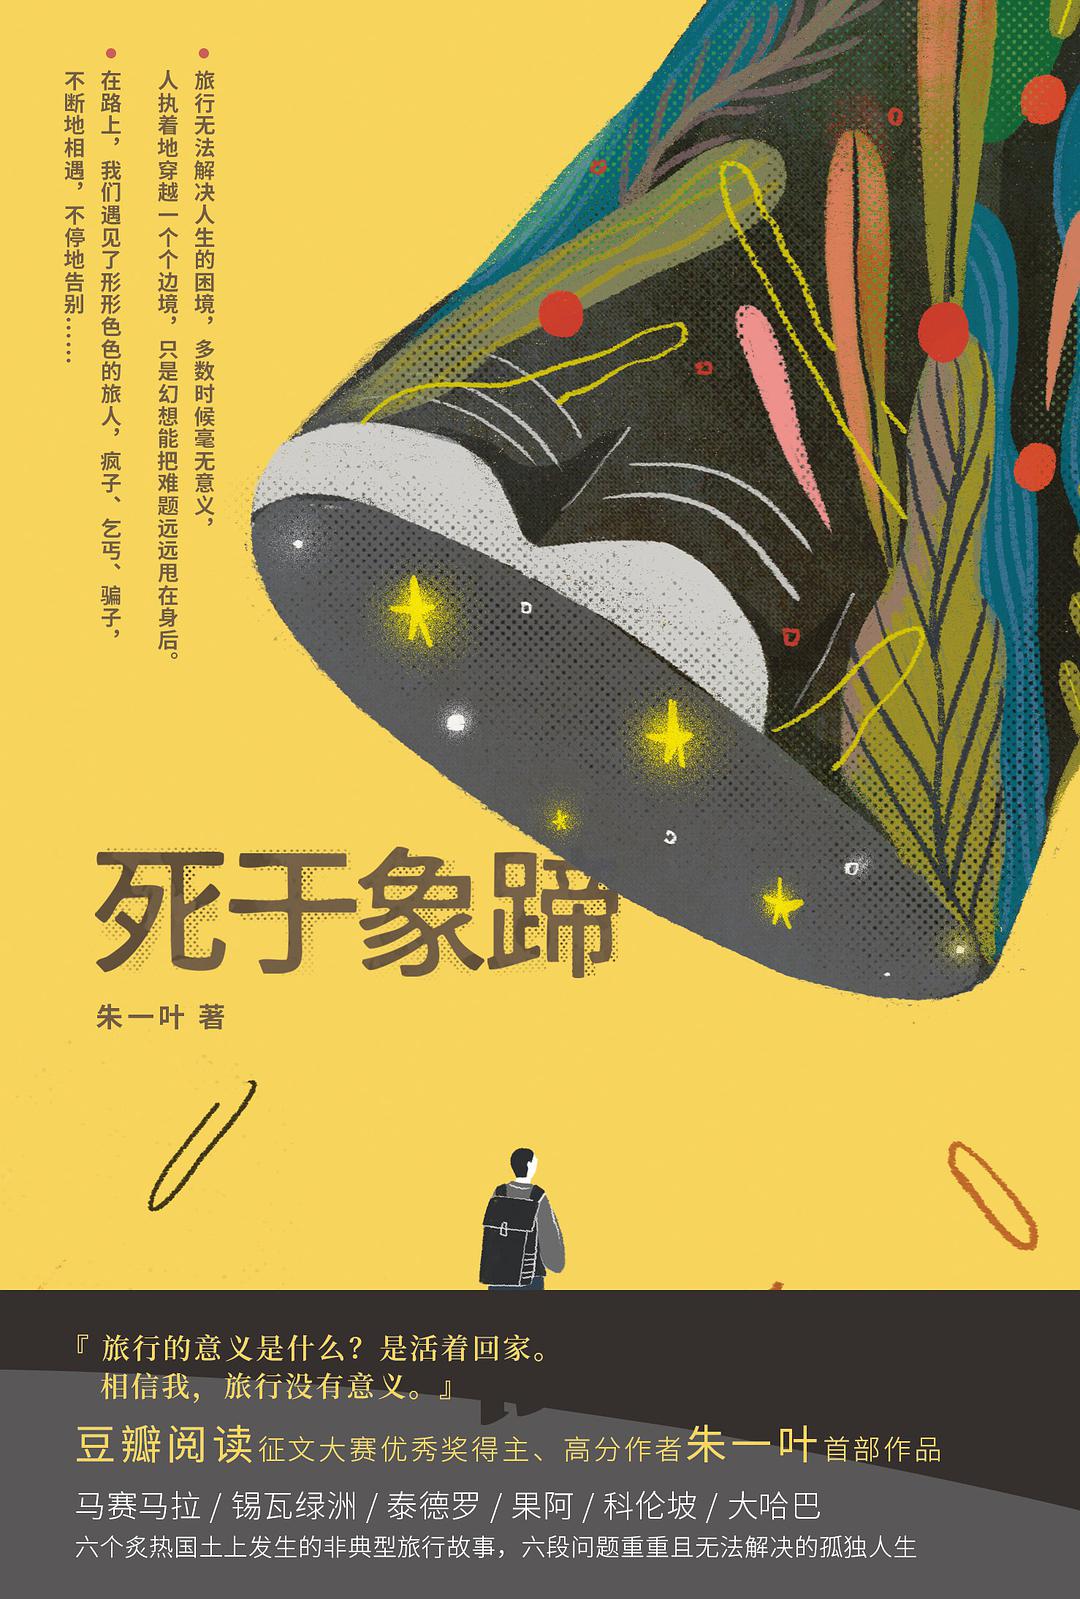 旅行无法解决人生的困境，多数时候毫无意义，
人执着地穿越一个个边境，只是幻想能把难题远远甩在身后。
在路上，我们遇见了形形色色的旅人，疯子、乞丐、骗子，
不断地相遇，不停地告别……
死于象蹄
朱一叶 著
『旅行的意义是什么？是活着回家。
相信我，旅行没有意义。』
豆瓣阅读征文大赛优秀奖得主、高分作者朱一叶首部作品
马赛马拉 / 锡瓦绿洲 / 泰德罗 / 果阿 / 科伦坡 / 大哈巴
六个炙热国土上发生的非典型旅行故事，六段问题重重且无法解决的孤独人生